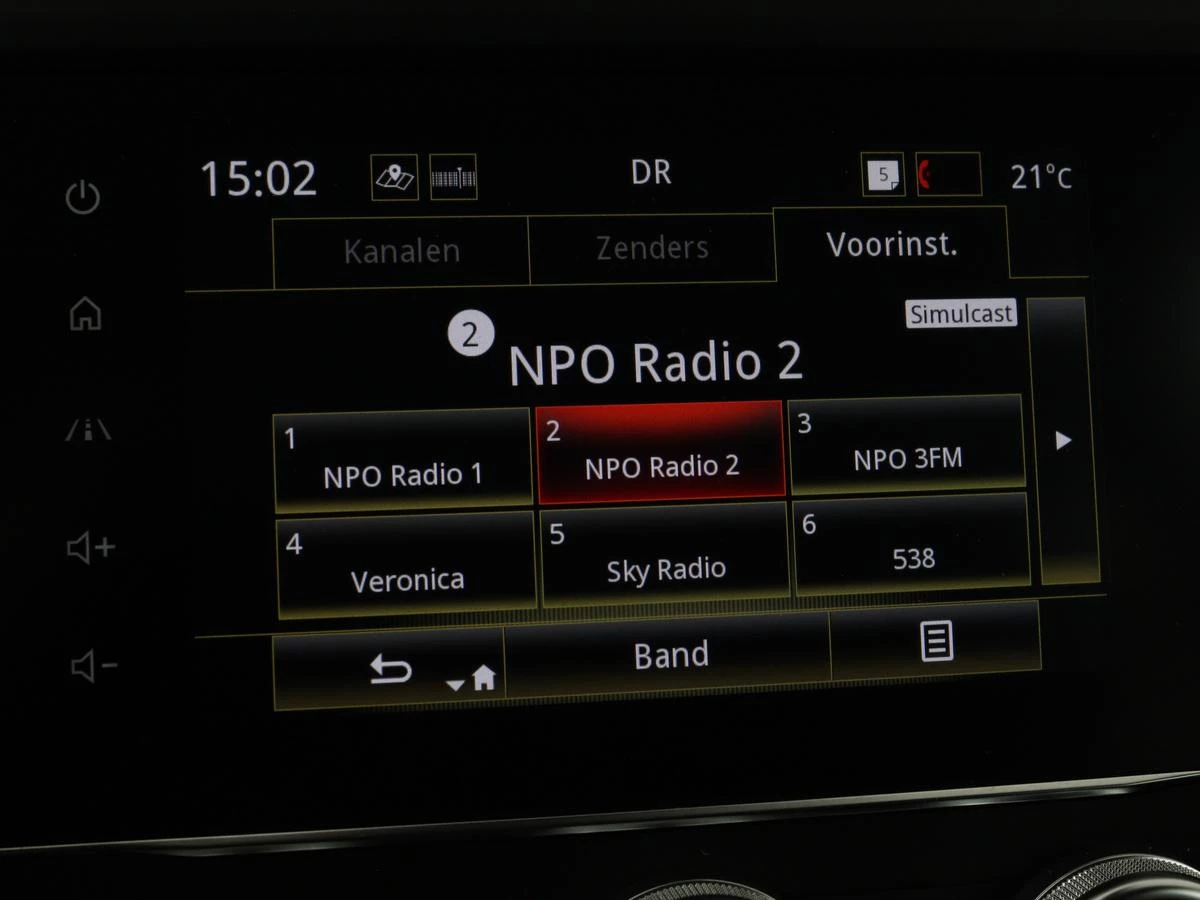 15:02 DR 5 21°C
Kanalen Zenders Voorinst.
Simulcast
2 NPO Radio 2
1 NPO Radio 1
2 NPO Radio 2
3 NPO 3FM
4 Veronica
5 Sky Radio
6 538
Band